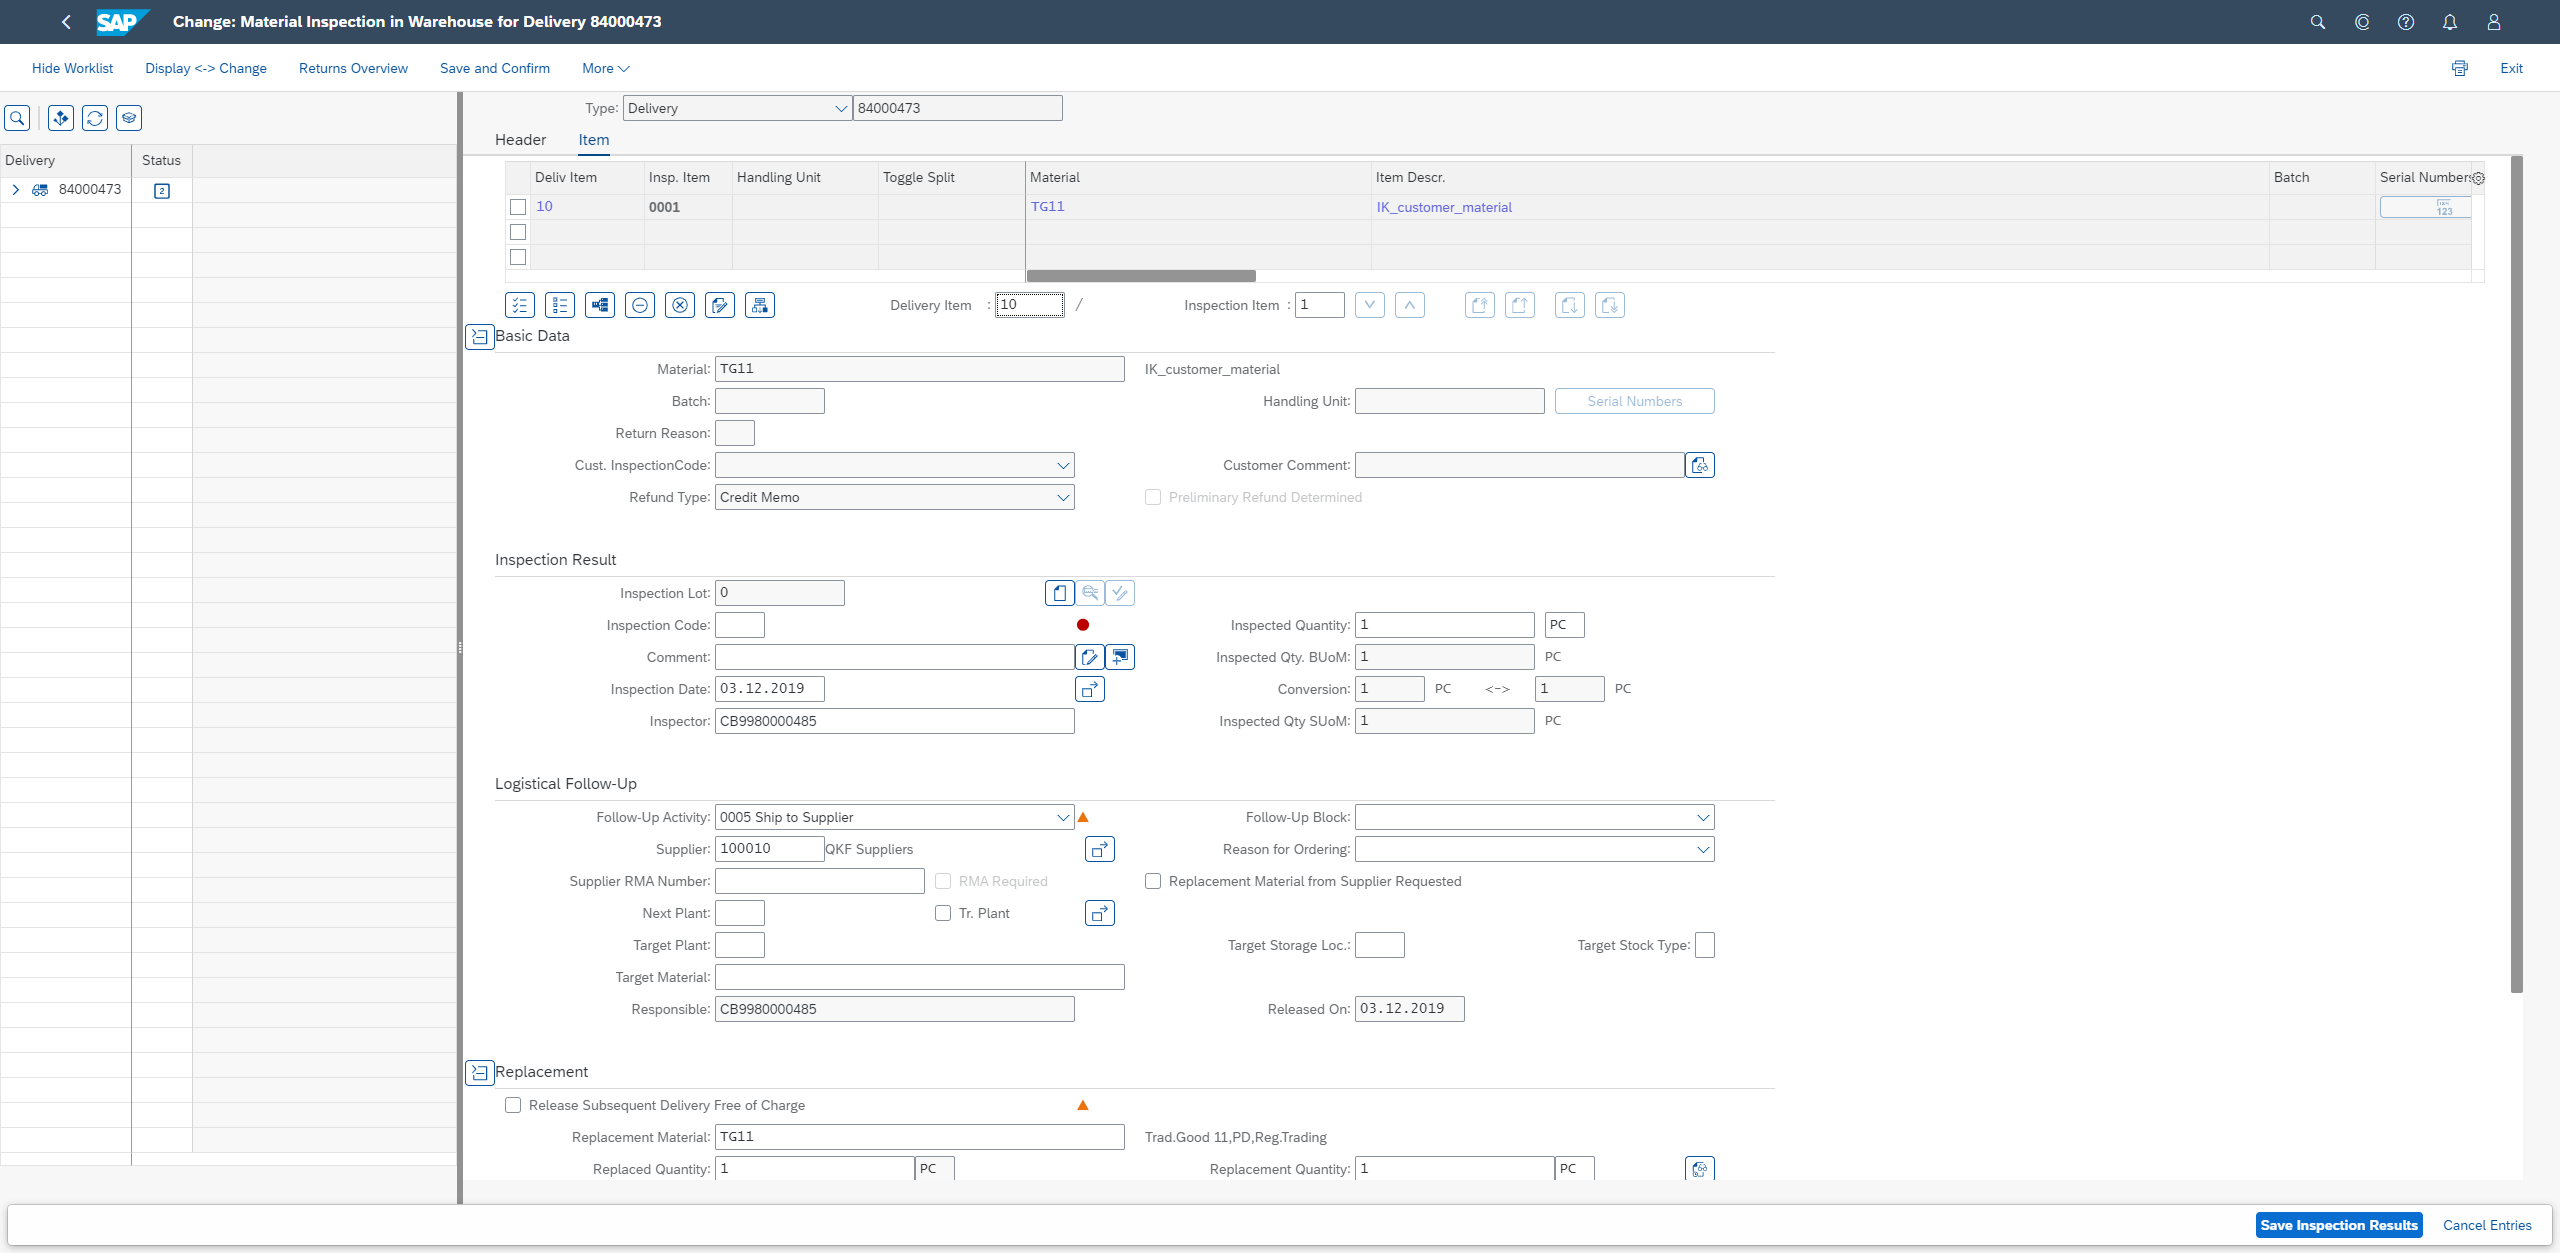 SAP Change: Material Inspection in Warehouse for Delivery 84000473
Hide Worklist Display <-> Change Returns Overview Save and Confirm More Exit
Type: Delivery 84000473
Header Item
Delivery Status
84000473 2
Deliv Item Insp. Item Handling Unit Toggle Split Material Item Descr. Batch Serial Numbers
10 0001 TG11 IK_customer_material 123
Delivery Item : 10 / Inspection Item : 1
Basic Data
Material: TG11 IK_customer_material
Batch: Handling Unit: Serial Numbers
Return Reason:
Cust. InspectionCode: Customer Comment:
Refund Type: Credit Memo Preliminary Refund Determined
Inspection Result
Inspection Lot: 0
Inspection Code: Inspected Quantity: 1 PC
Comment: Inspected Qty. BUoM: 1 PC
Inspection Date: 03.12.2019 Conversion: 1 PC <-> 1 PC
Inspector: CB9980000485 Inspected Qty SUoM: 1 PC
Logistical Follow-Up
Follow-Up Activity: 0005 Ship to Supplier Follow-Up Block:
Supplier: 100010 QKF Suppliers Reason for Ordering:
Supplier RMA Number: RMA Required Replacement Material from Supplier Requested
Next Plant: Tr. Plant
Target Plant: Target Storage Loc.: Target Stock Type:
Target Material:
Responsible: CB9980000485 Released On: 03.12.2019
Replacement
Release Subsequent Delivery Free of Charge
Replacement Material: TG11 Trad.Good 11,PD,Reg.Trading
Replaced Quantity: 1 PC Replacement Quantity: 1 PC
Save Inspection Results Cancel Entries